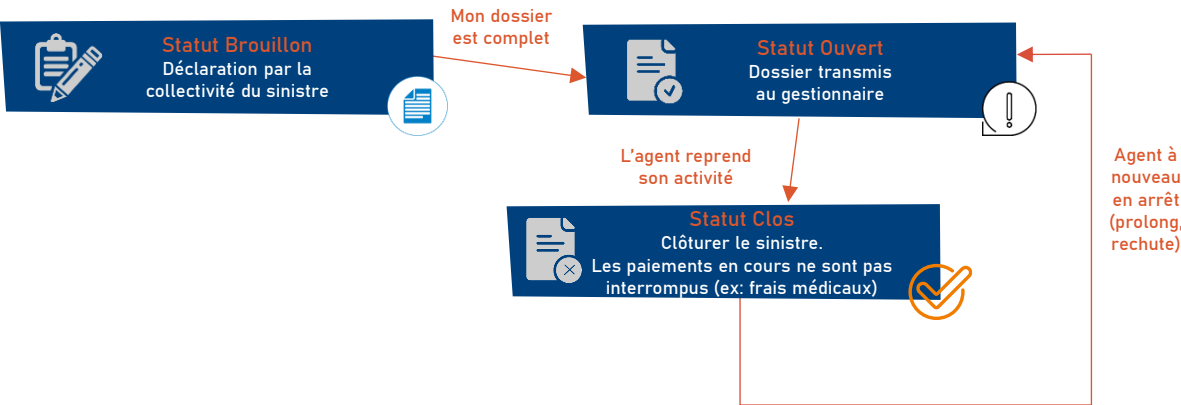 Mon dossier
est complet
Statut Brouillon
Déclaration par la
collectivité du sinistre
Statut Ouvert
Dossier transmis
au gestionnaire
L'agent reprend
son activité
Agent à
nouveau
en arrêt
(prolong,
rechute)
Statut Clos
Clôturer le sinistre.
Les paiements en cours ne sont pas
interrompus (ex: frais médicaux)